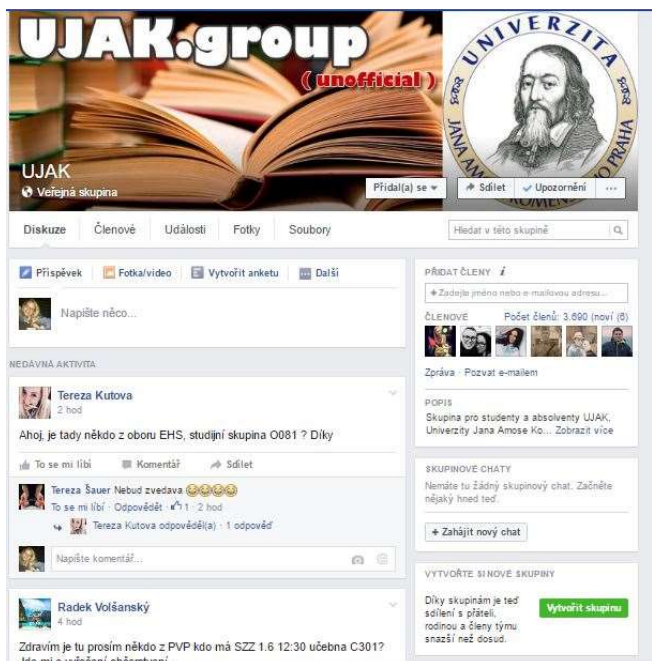 UJAK.group
( unofficial )
UNIVERZITA
JANA AMOSE KOMENSKÉHO PRAHA
UJAK
Veřejná skupina
Přidal(a) se
Sdílet
Upozornění
...
Diskuze
Členové
Události
Fotky
Soubory
Hledat v této skupině
Příspěvek
Fotka/video
Vytvořit anketu
Další
Napište něco...
NEDÁVNÁ AKTIVITA
Tereza Kutova
2 hod
Ahoj, je tady někdo z oboru EHS, studijní skupina O081 ? Díky
To se mi líbí
Komentář
Sdílet
Tereza Šauer Nebud zvedava
To se mi líbí · Odpovědět · 1 · 2 hod
Tereza Kutova odpověděl(a) · 1 odpověď
Napište komentář...
Radek Volšanský
4 hod
Zdravím je tu prosím někdo z PVP kdo má SZZ 1.6 12:30 učebna C301?
PŘIDAT ČLENY i
+ Zadejte jméno nebo e-mailovou adresu...
ČLENOVÉ
Počet členů: 3.690 (noví (6)
Zpráva · Pozvat e-mailem
POPIS
Skupina pro studenty a absolventy UJAK,
Univerzity Jana Amose Ko... Zobrazit více
SKUPINOVÉ CHATY
Nemáte tu žádný skupinový chat. Začněte
nějaký hned teď.
+ Zahájit nový chat
VYTVOŘTE SI NOVÉ SKUPINY
Díky skupinám je teď
sdílení s přáteli,
rodinou a členy týmu
snazší než dosud.
Vytvořit skupinu